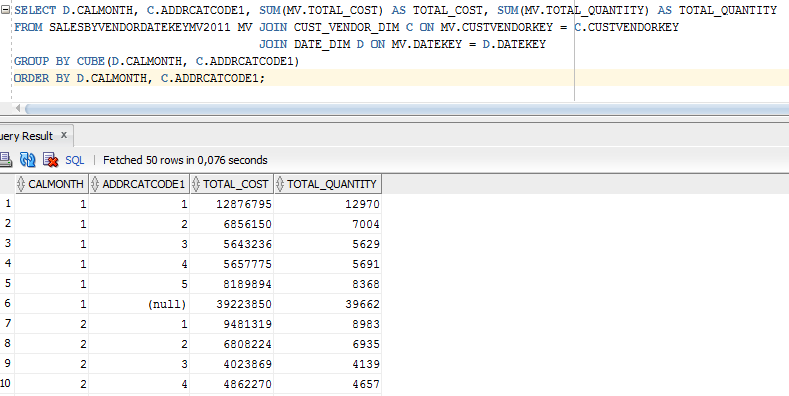 SELECT D.CALMONTH, C.ADDRCATCODE1, SUM(MV.TOTAL_COST) AS TOTAL_COST, SUM(MV.TOTAL_QUANTITY) AS TOTAL_QUANTITY
FROM SALESBYVENDORDATEKEYMV2011 MV JOIN CUST_VENDOR_DIM C ON MV.CUSTVENDORKEY = C.CUSTVENDORKEY
JOIN DATE_DIM D ON MV.DATEKEY = D.DATEKEY
GROUP BY CUBE(D.CALMONTH, C.ADDRCATCODE1)
ORDER BY D.CALMONTH, C.ADDRCATCODE1;
uery Result x
SQL | Fetched 50 rows in 0,076 seconds
CALMONTH ADDRCATCODE1 TOTAL_COST TOTAL_QUANTITY
1 1 1 12876795 12970
2 1 2 6856150 7004
3 1 3 5643236 5629
4 1 4 5657775 5691
5 1 5 8189894 8368
6 1 (null) 39223850 39662
7 2 1 9481319 8983
8 2 2 6808224 6935
9 2 3 4023869 4139
10 2 4 4862270 4657